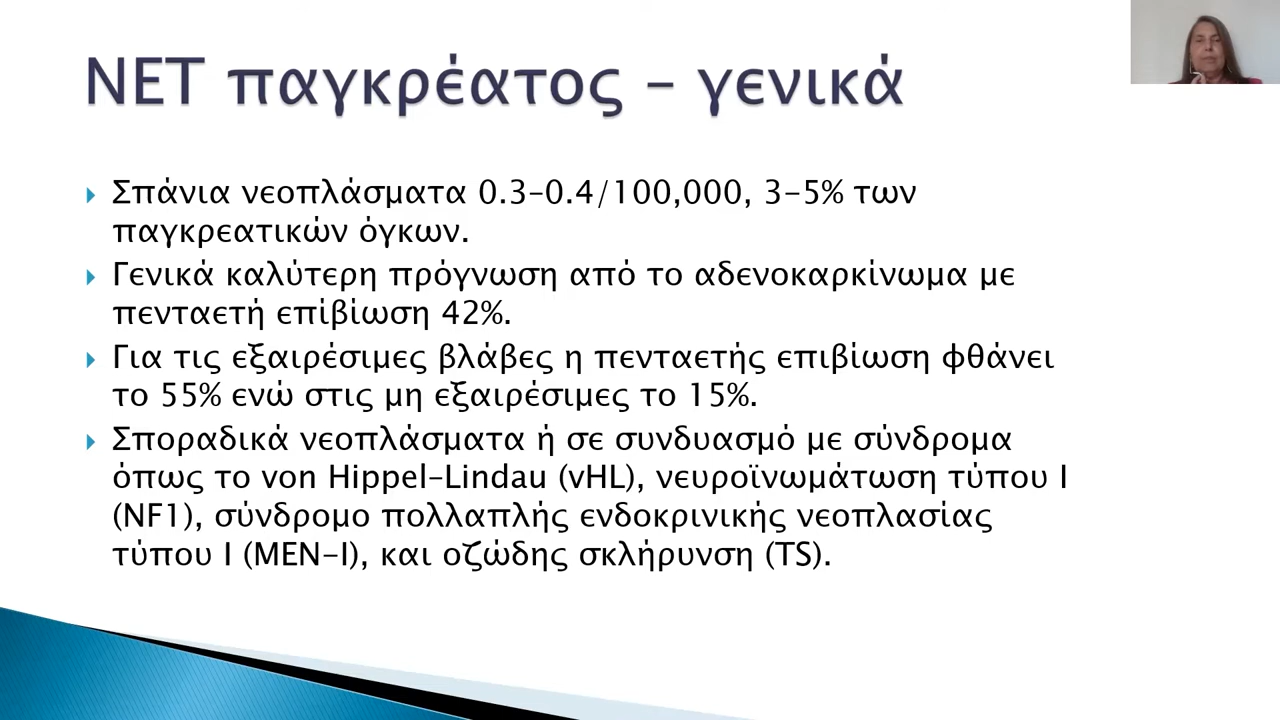 ΝΕΤ παγκρέατος – γενικά
Σπάνια νεοπλάσματα 0.3-0.4/100,000, 3-5% των
παγκρεατικών όγκων.
Γενικά καλύτερη πρόγνωση από το αδενοκαρκίνωμα με
πενταετή επίβίωση 42%.
Για τις εξαιρέσιμες βλάβες η πενταετής επιβίωση φθάνει
το 55% ενώ στις μη εξαιρέσιμες το 15%.
Σποραδικά νεοπλάσματα ή σε συνδυασμό με σύνδρομα
όπως το von Hippel-Lindau (vHL), νευροϊνωμάτωση τύπου Ι
(NF1), σύνδρομο πολλαπλής ενδοκρινικής νεοπλασίας
τύπου Ι (MEN-I), και οζώδης σκλήρυνση (TS).